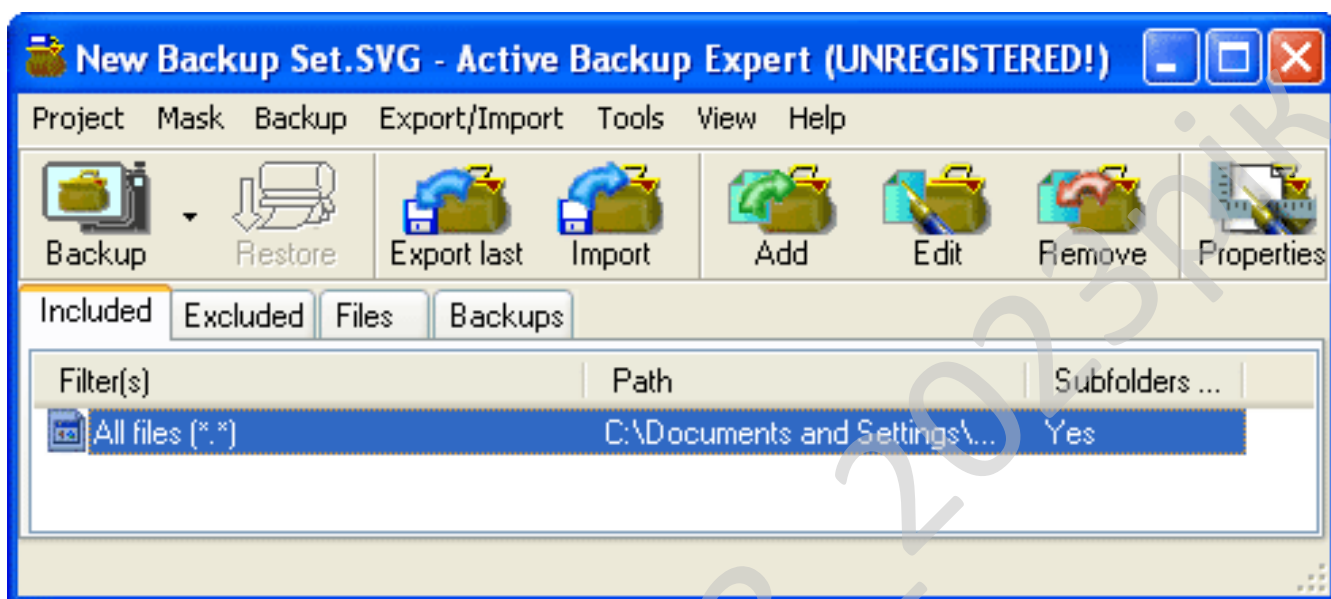 New Backup Set.SVG - Active Backup Expert (UNREGISTERED!)
Project Mask Backup Export/Import Tools View Help
Backup Restore Export last Import Add Edit Remove Properties
Included Excluded Files Backups
Filter(s) Path Subfolders ...
All files (*.*) C:\Documents and Settings\... Yes
2023